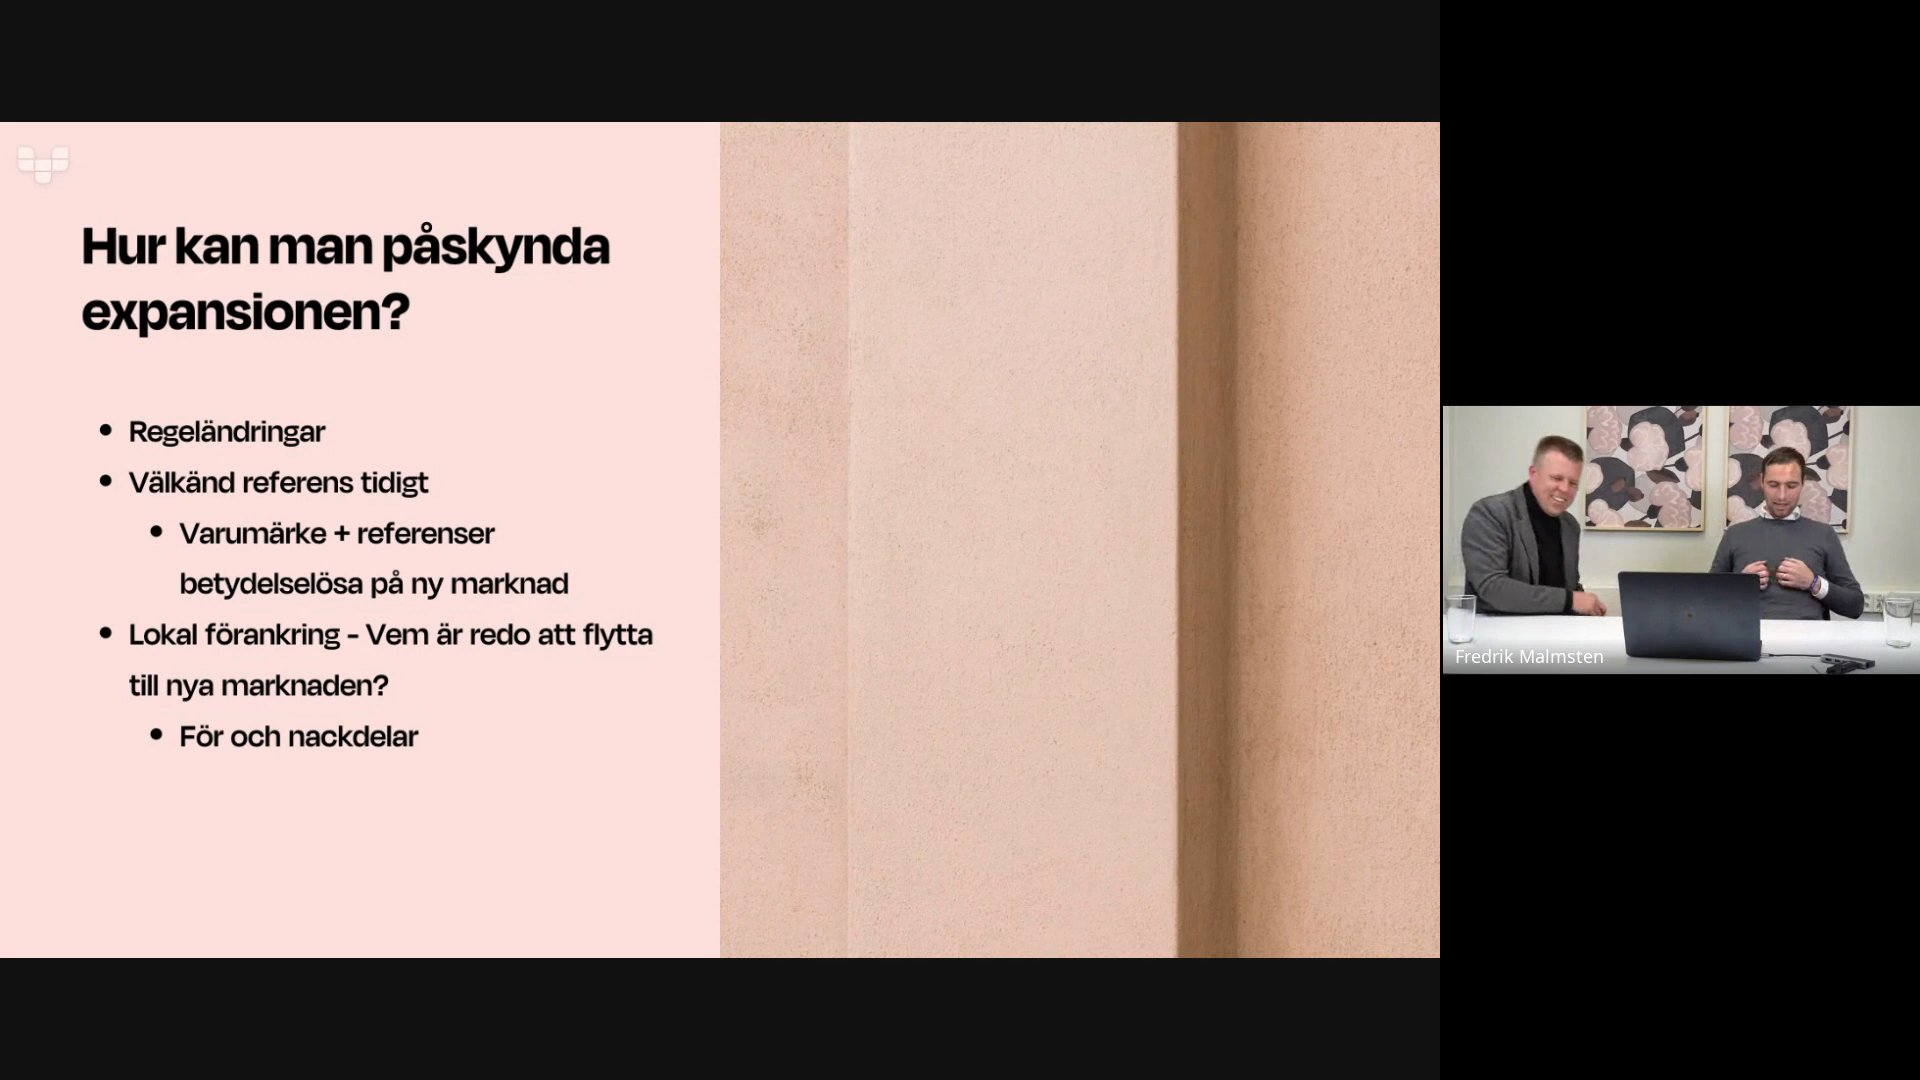 Hur kan man påskynda
expansionen?
• Regeländringar
• Välkänd referens tidigt
• Varumärke + referenser
betydelselösa på ny marknad
• Lokal förankring - Vem är redo att flytta
till nya marknaden?
• För och nackdelar
Fredrik Malmsten